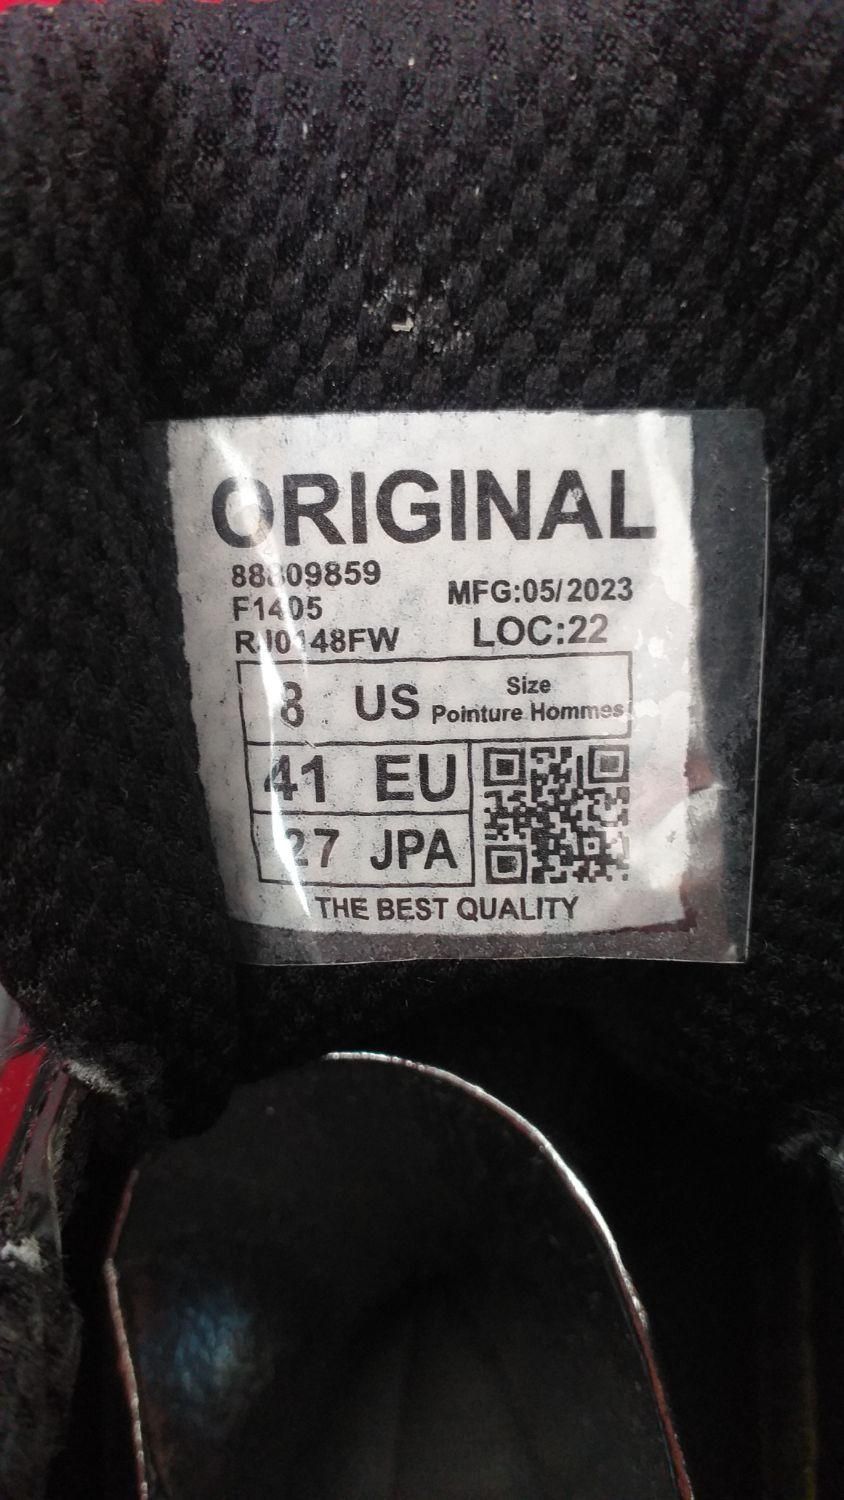 ORIGINAL
88809859
F1405
RJ0148FW
MFG:05/2023
LOC:22
8 US
Size
Pointure Hommes
41 EU
27 JPA
THE BEST QUALITY